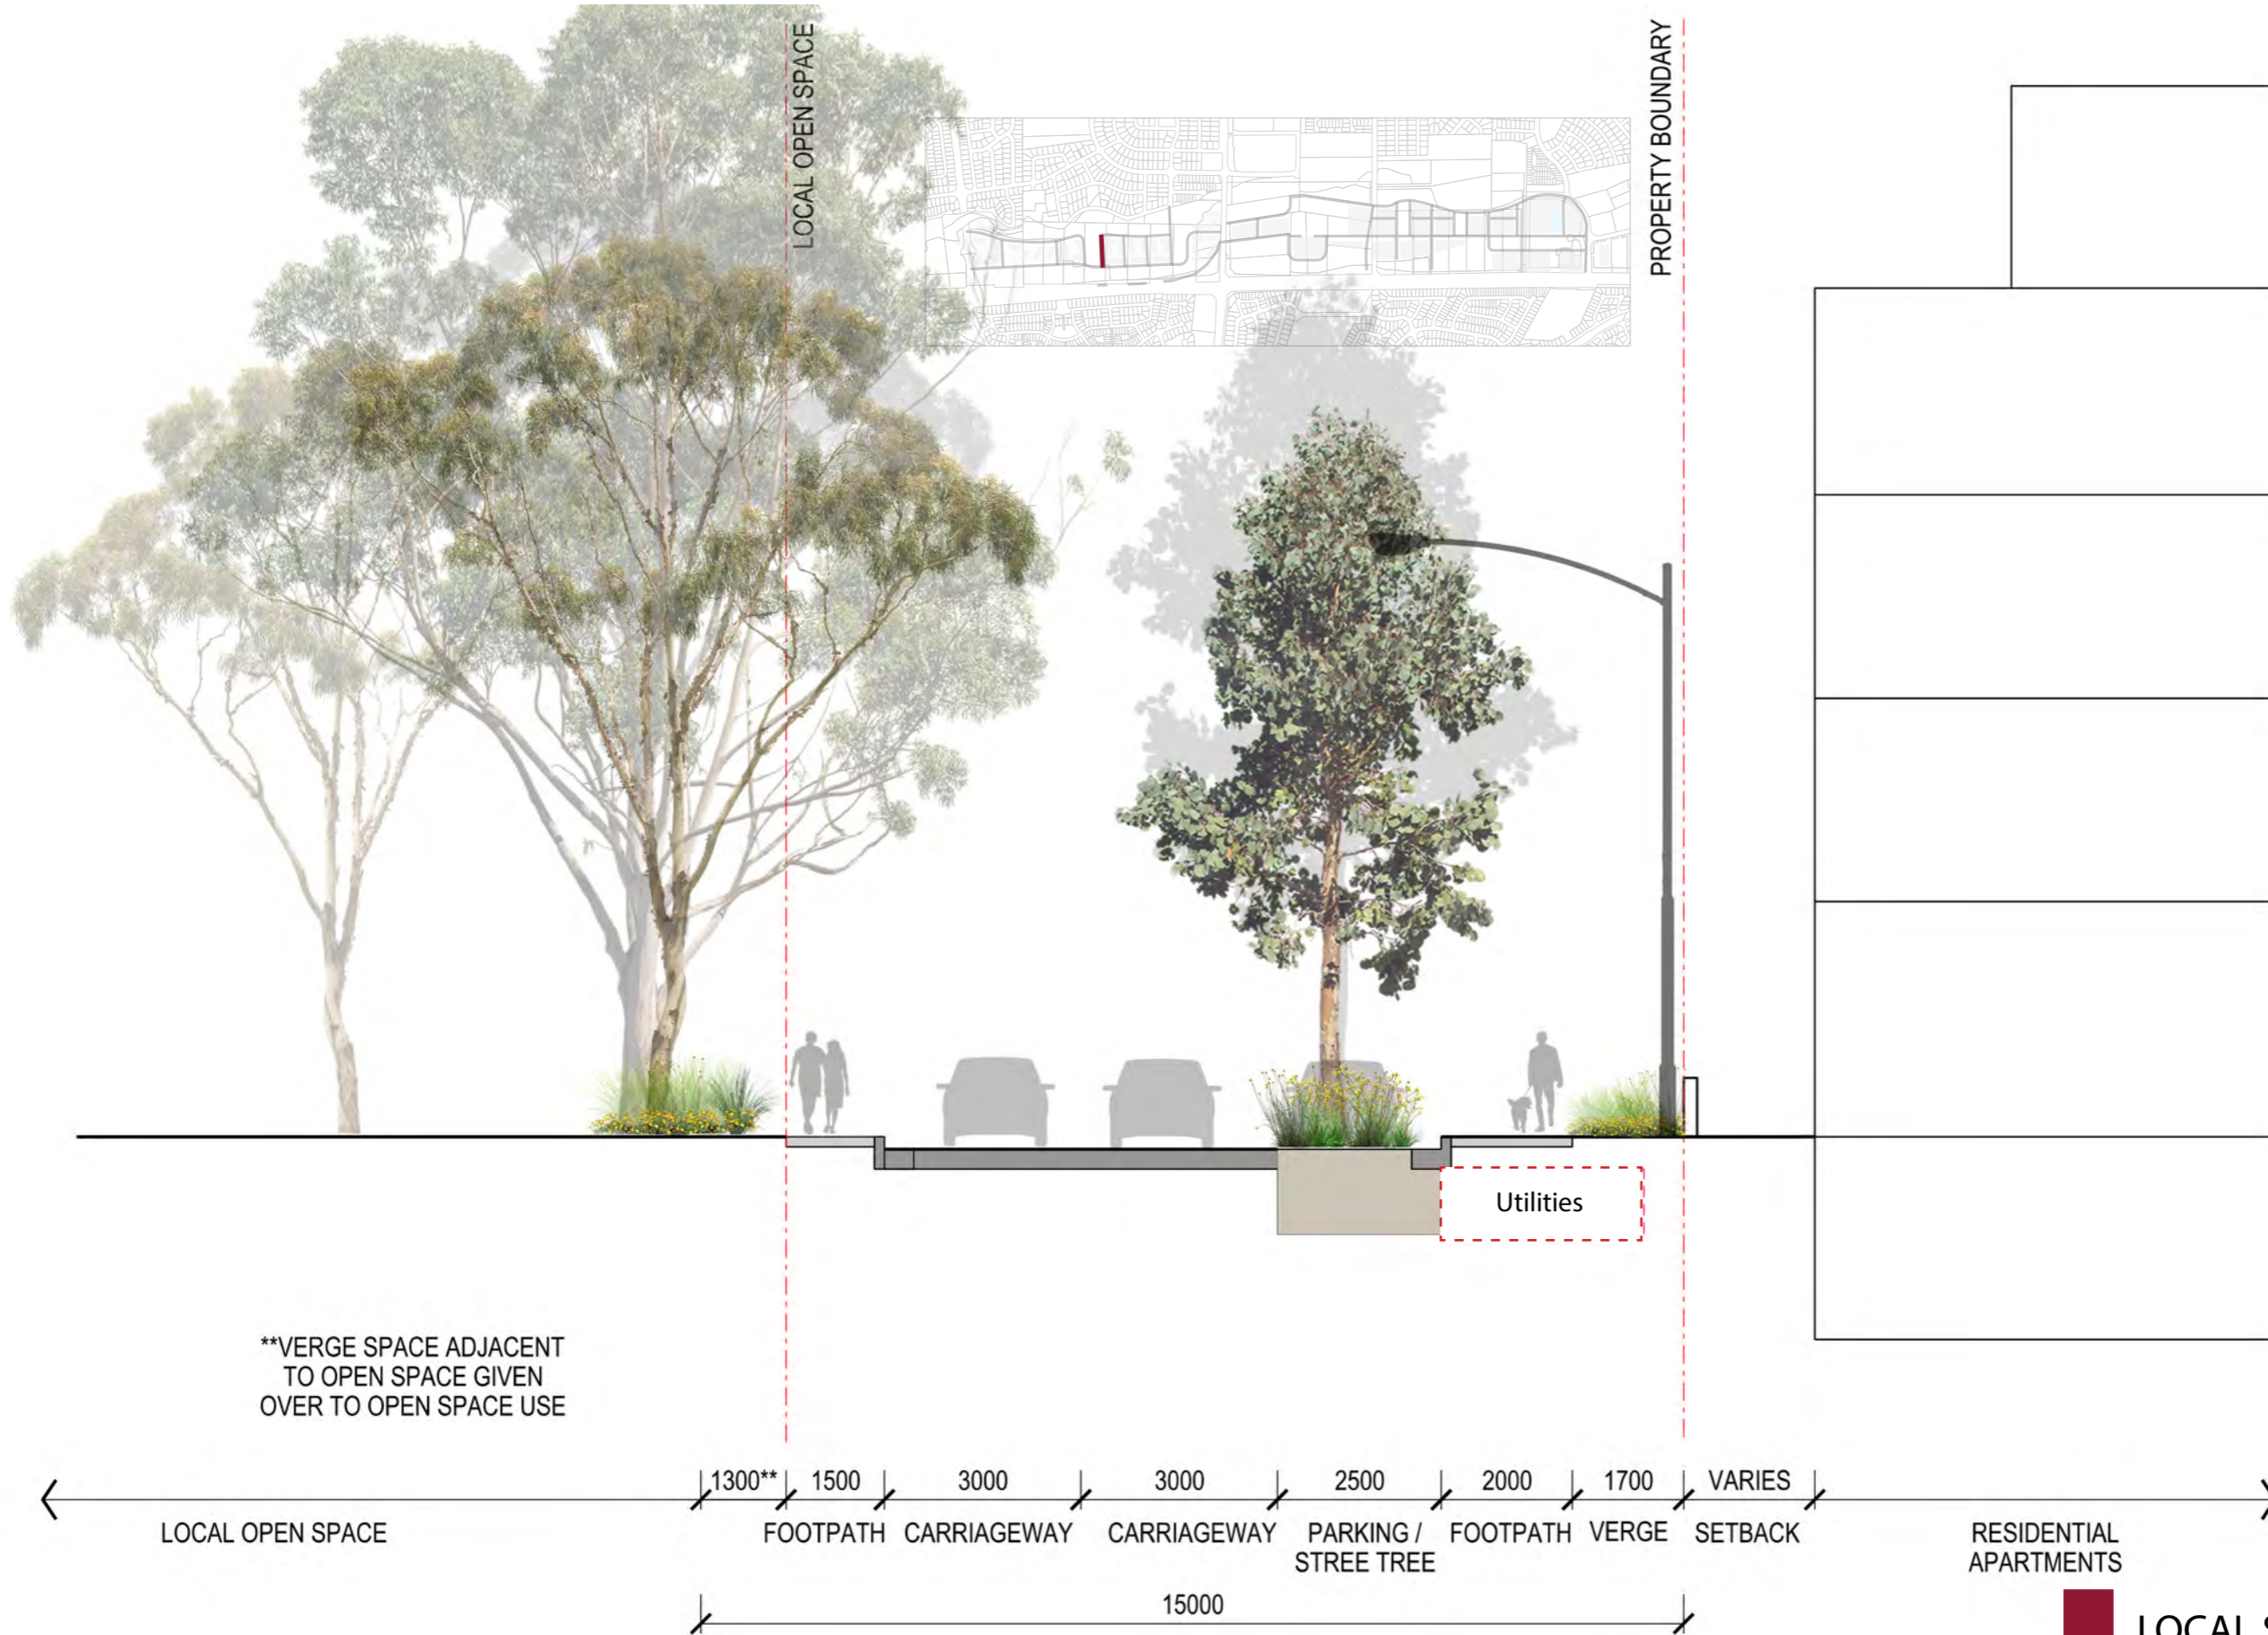 LOCAL OPEN SPACE
PROPERTY BOUNDARY
Utilities
**VERGE SPACE ADJACENT
TO OPEN SPACE GIVEN
OVER TO OPEN SPACE USE
1300** 1500 3000 3000 2500 2000 1700 VARIES
LOCAL OPEN SPACE FOOTPATH CARRIAGEWAY CARRIAGEWAY PARKING / FOOTPATH VERGE SETBACK RESIDENTIAL
STREE TREE APARTMENTS
15000
LOCAL